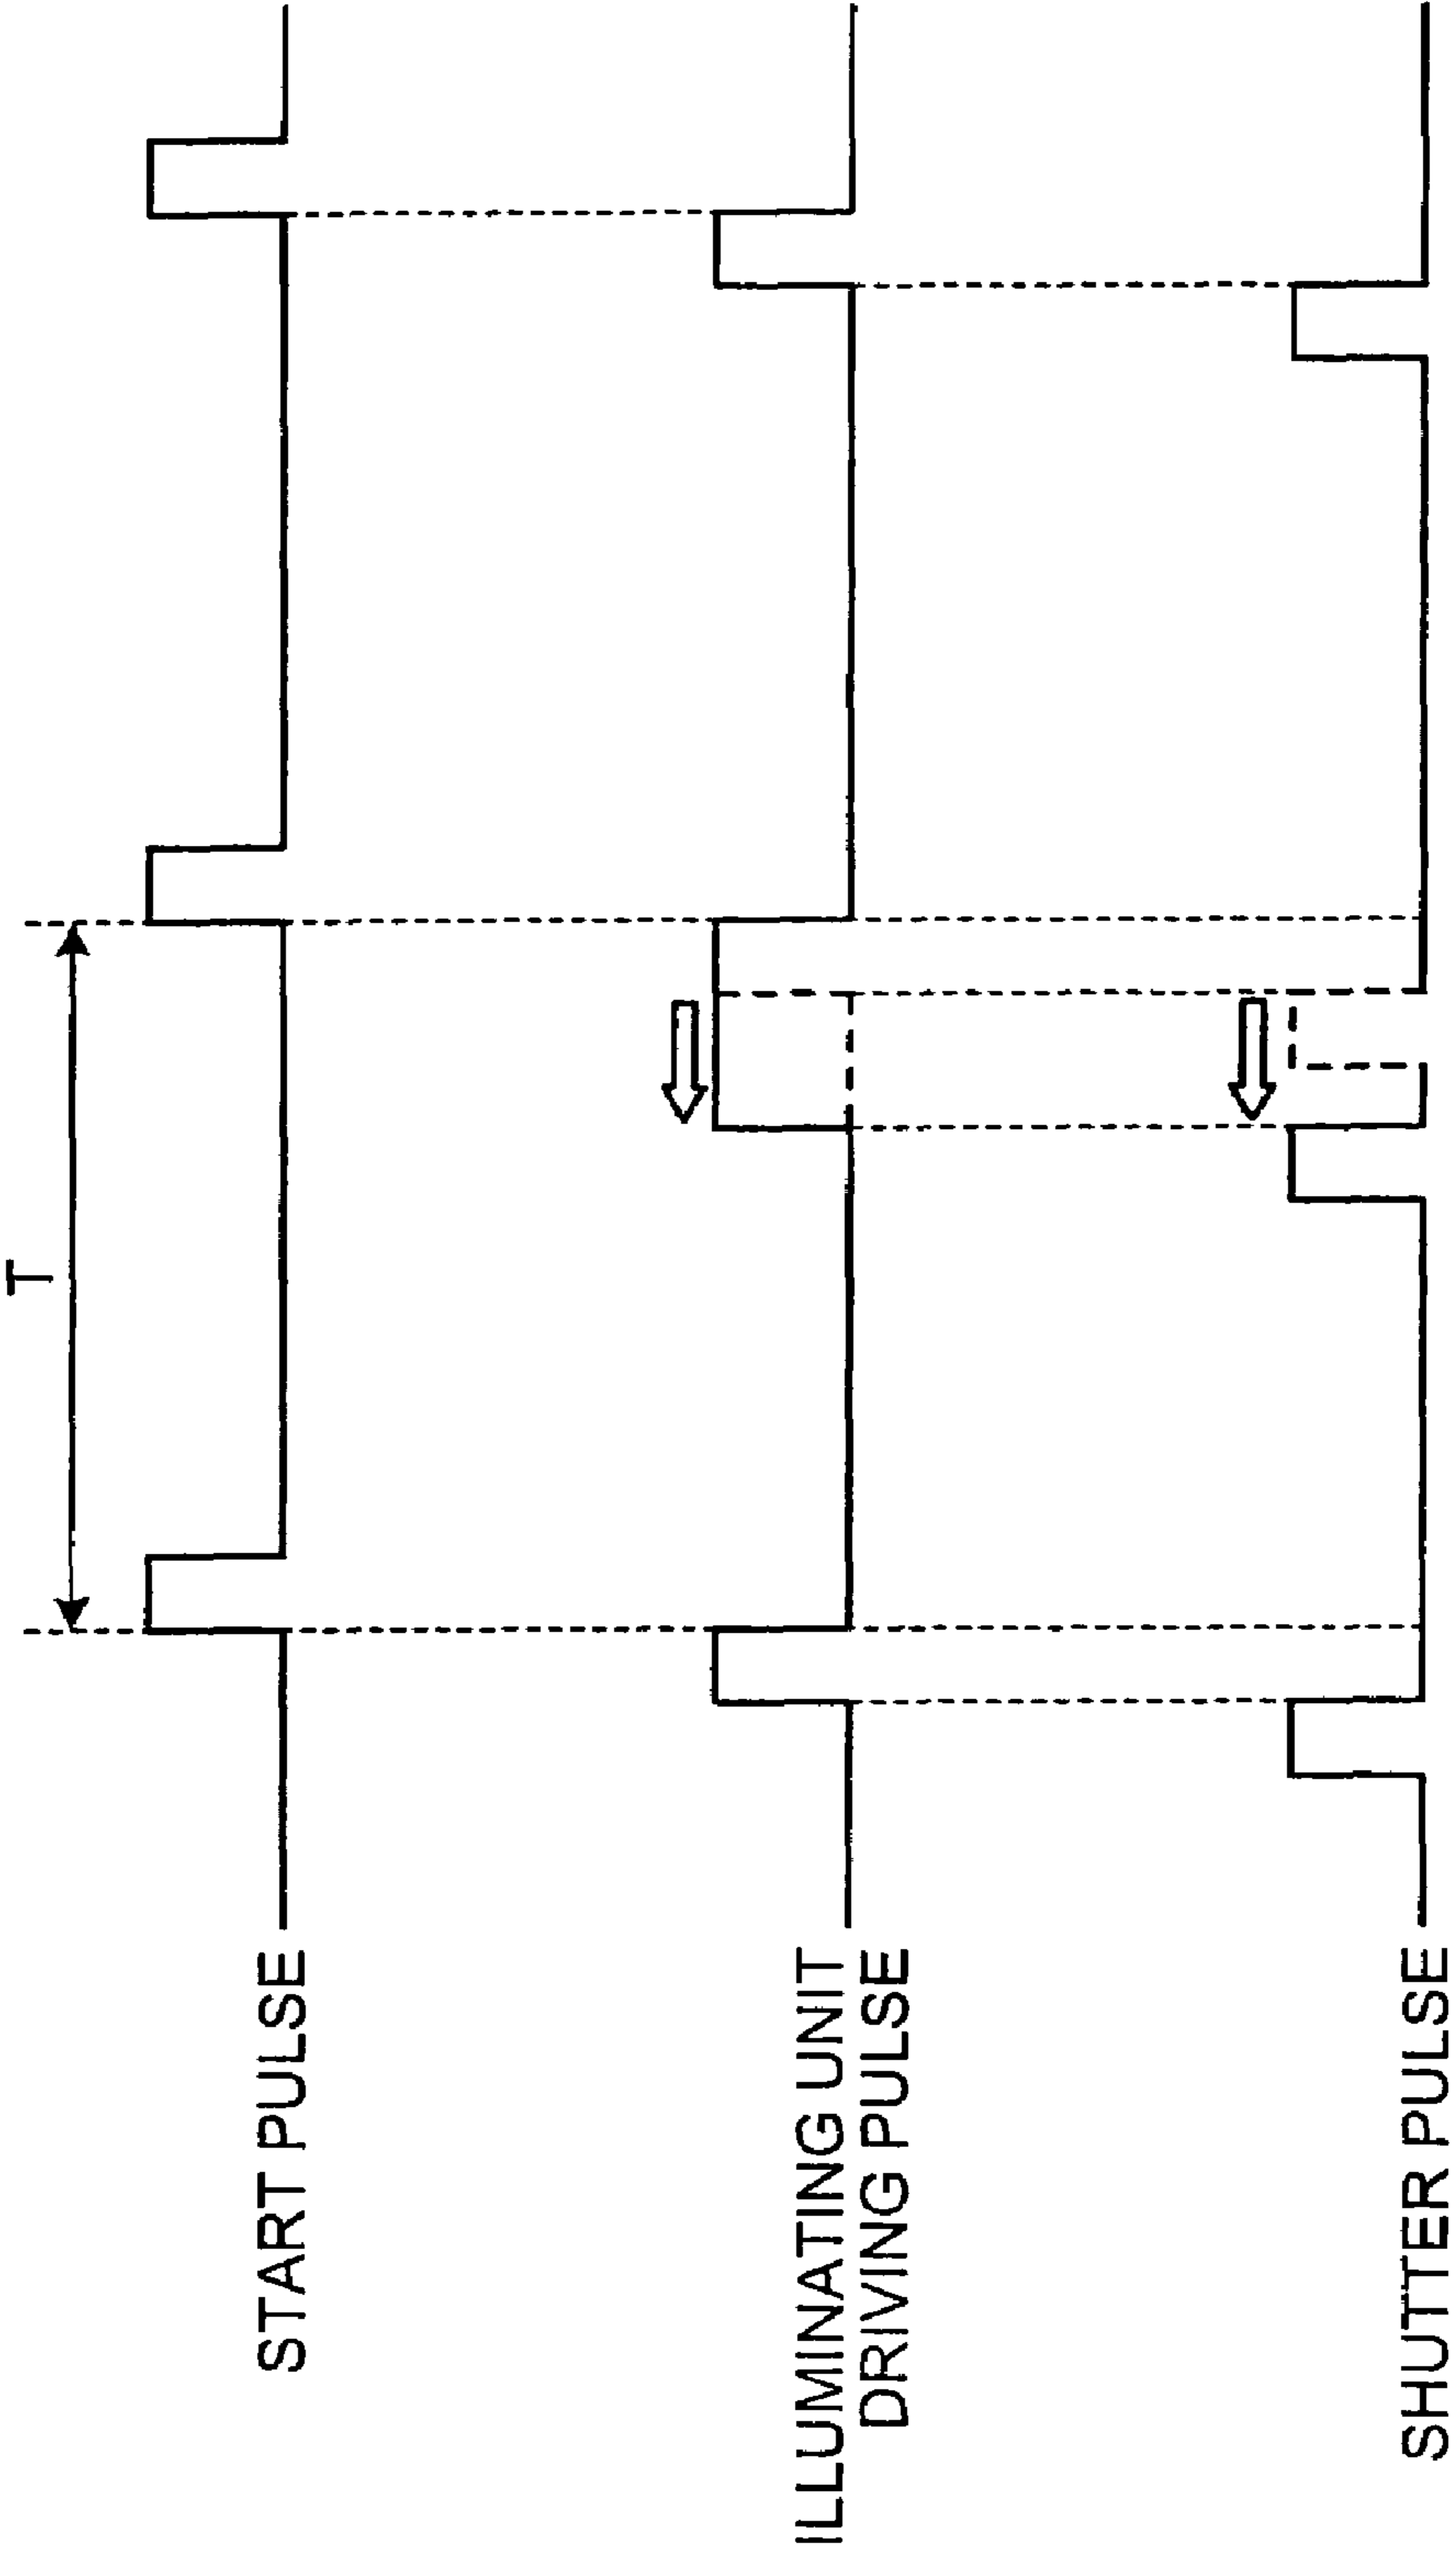 T
START PULSE
ILLUMINATING UNIT
DRIVING PULSE
SHUTTER PULSE